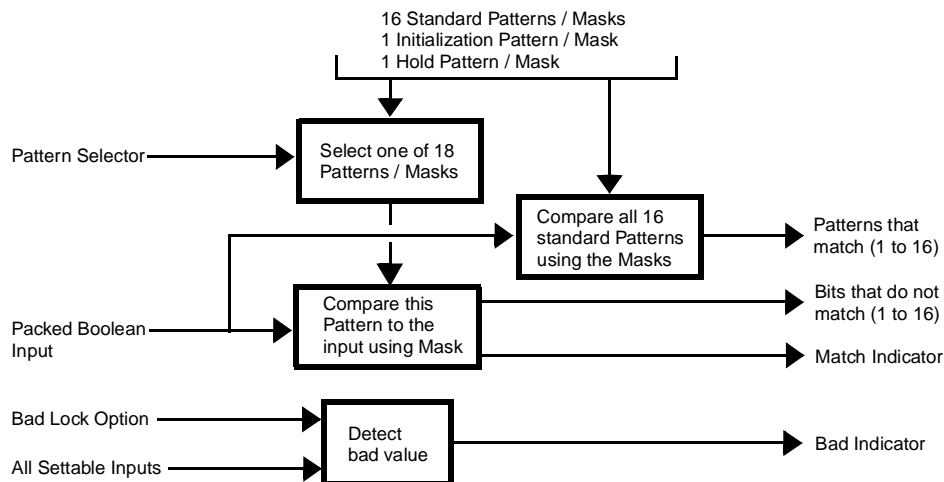 16 Standard Patterns / Masks
1 Initialization Pattern / Mask
1 Hold Pattern / Mask
Pattern Selector
Select one of 18
Patterns / Masks
Compare all 16
standard Patterns
using the Masks
Patterns that
match (1 to 16)
Packed Boolean
Input
Compare this
Pattern to the
input using Mask
Bits that do not
match (1 to 16)
Match Indicator
Bad Lock Option
All Settable Inputs
Detect
bad value
Bad Indicator